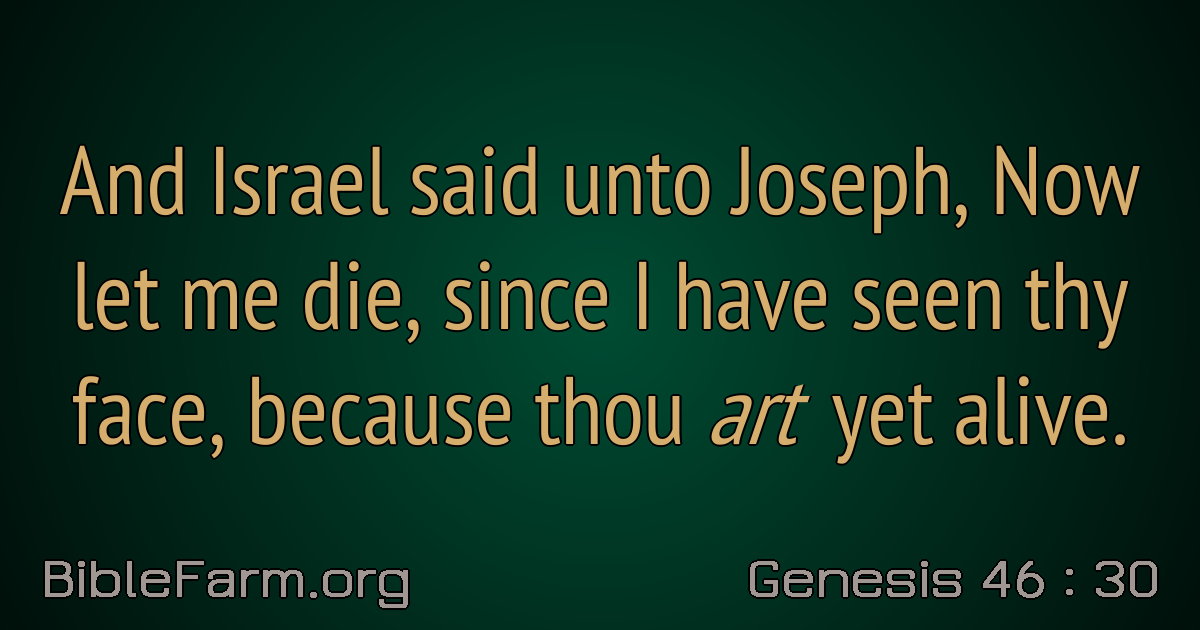 And Israel said unto Joseph, Now
let me die, since I have seen thy
face, because thou art yet alive.
BibleFarm.org
Genesis 46 : 30